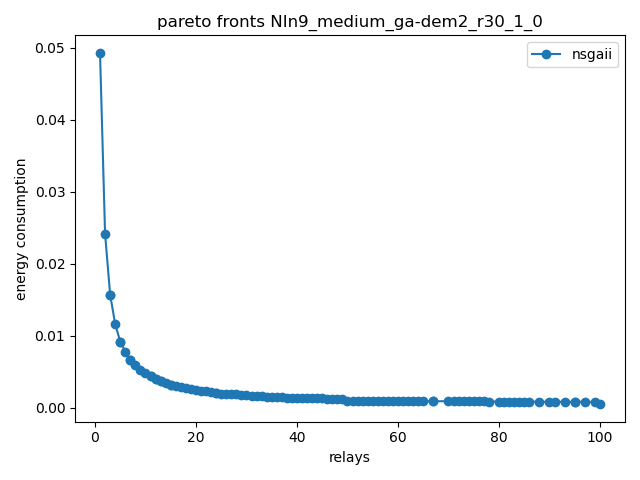 pareto fronts NIn9_medium_ga-dem2_r30_1_0
nsgaii
energy consumption
0.05
0.04
0.03
0.02
0.01
0.00
0 20 40 60 80 100
relays